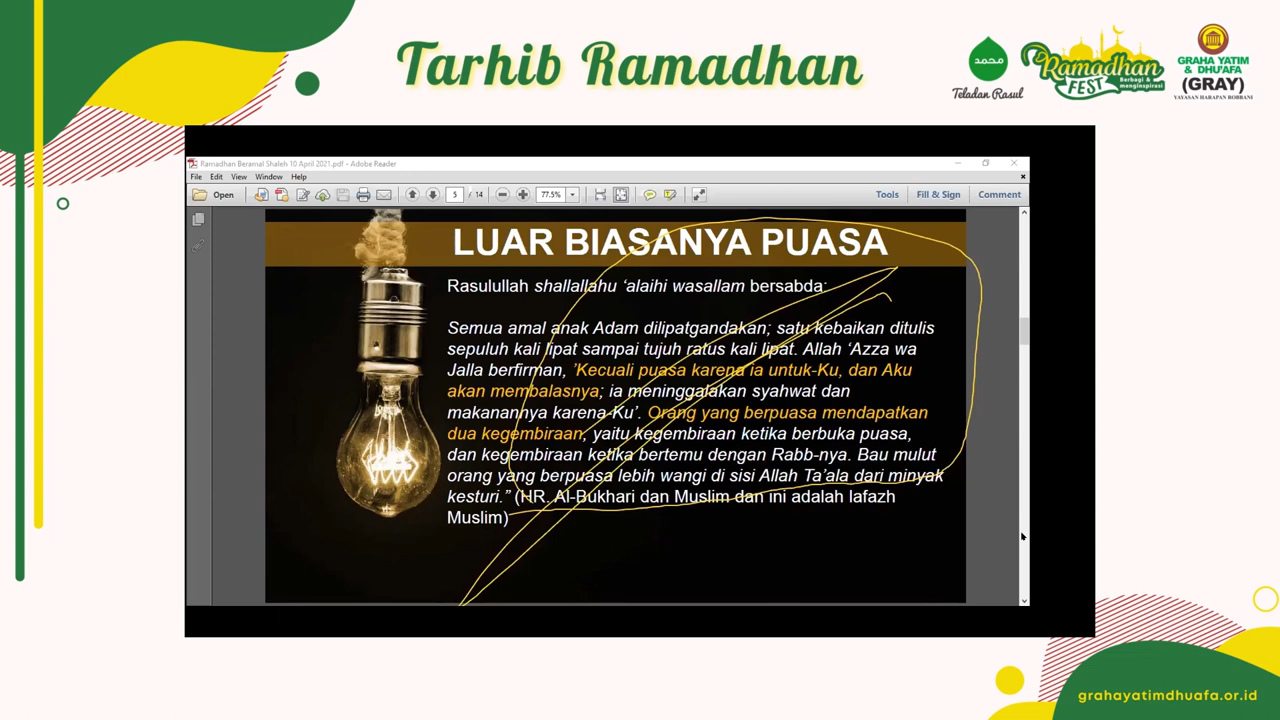 Tarhib Ramadhan
محمد
Teladan Rasul
Ramadhan
FEST
Berbagi &
menginspirasi
GRAHA YATIM
& DHU'AFA
(GRAY)
YAYASAN HARAPAN ROBBANI
Ramadhan Beramal Shaleh 10 April 2021.pdf - Adobe Reader
File Edit View Window Help
Open 5 / 14 77.5% Tools Fill & Sign Comment
LUAR BIASANYA PUASA
Rasulullah shallallahu ‘alaihi wasallam bersabda:
Semua amal anak Adam dilipatgandakan; satu kebaikan ditulis
sepuluh kali lipat sampai tujuh ratus kali lipat. Allah ‘Azza wa
Jalla berfirman, ’Kecuali puasa karena ia untuk-Ku, dan Aku
akan membalasnya; ia meninggalakan syahwat dan
makanannya karena-Ku’. Orang yang berpuasa mendapatkan
dua kegembiraan, yaitu kegembiraan ketika berbuka puasa,
dan kegembiraan ketika bertemu dengan Rabb-nya. Bau mulut
orang yang berpuasa lebih wangi di sisi Allah Ta’ala dari minyak
kesturi.” (HR. Al-Bukhari dan Muslim dan ini adalah lafazh
Muslim)
grahayatimdhuafa.or.id